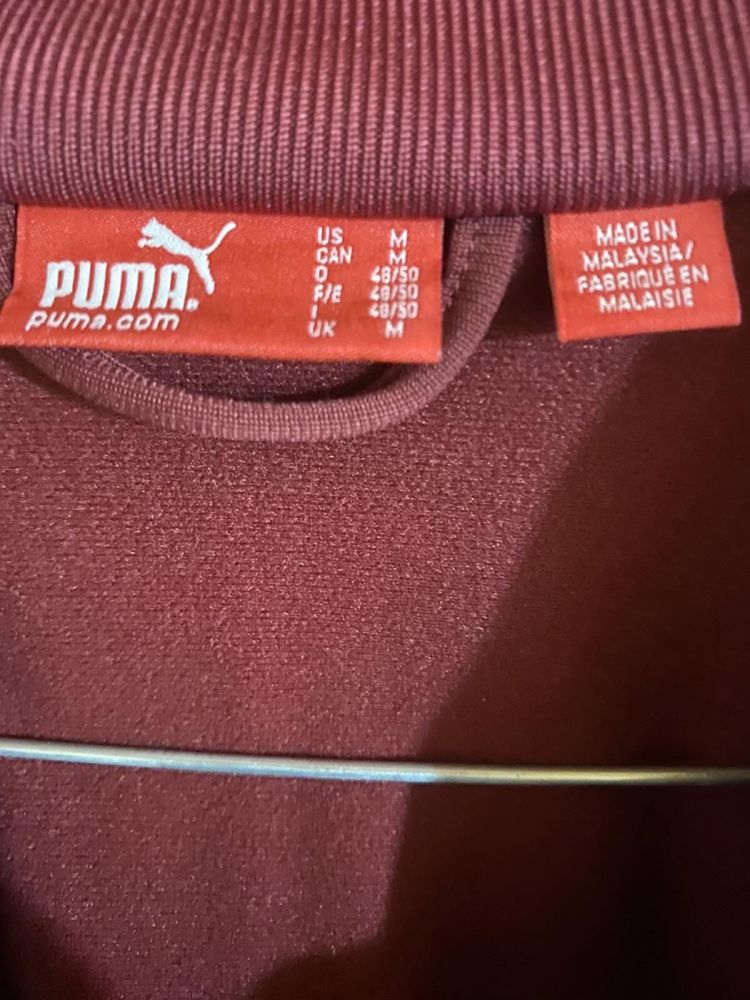 PUMA®
puma.com
US M
CAN M
D 48/50
F/E 48/50
I 48/50
UK M
MADE IN
MALAYSIA/
FABRIQUÉ EN
MALAISIE